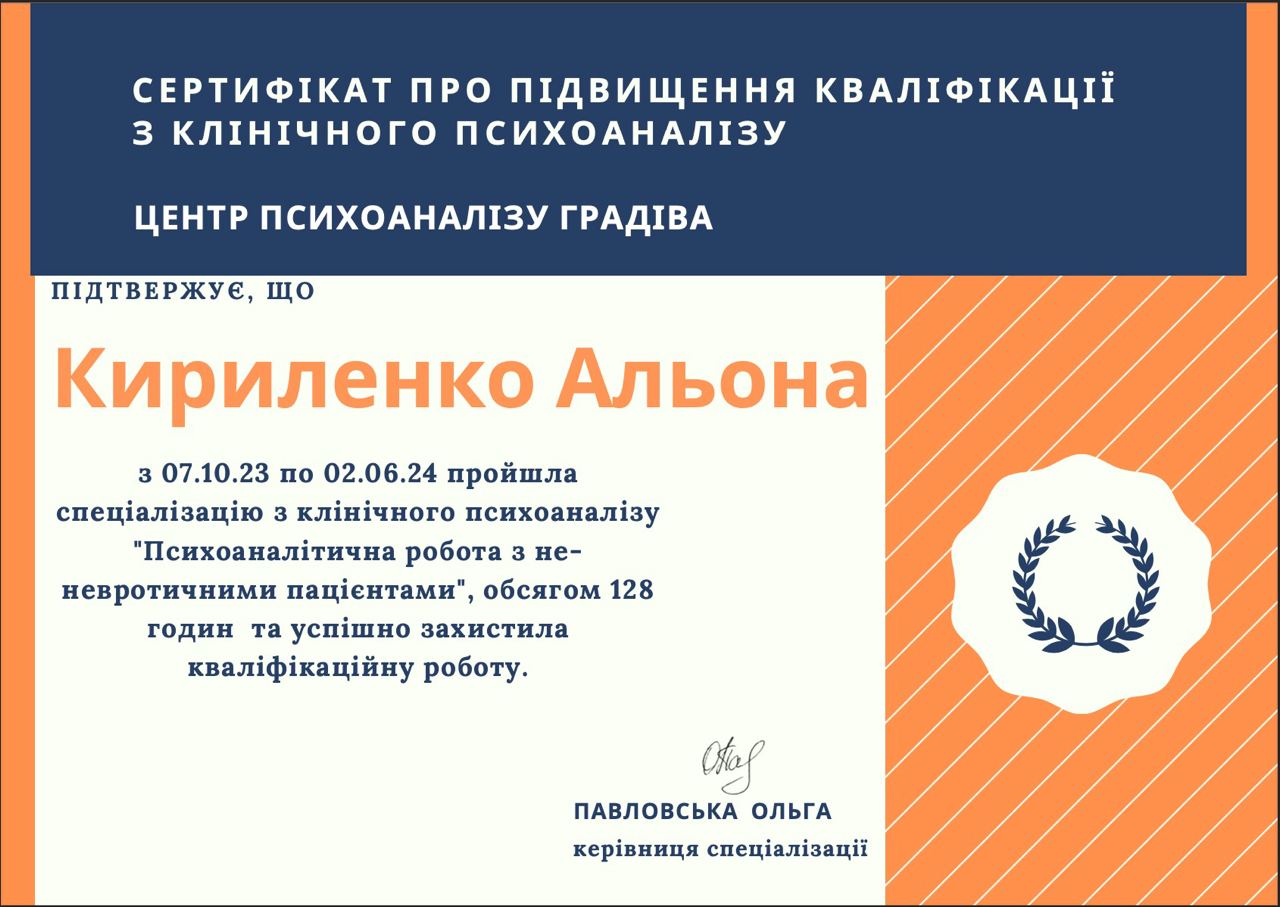 СЕРТИФІКАТ ПРО ПІДВИЩЕННЯ КВАЛІФІКАЦІЇ
З КЛІНІЧНОГО ПСИХОАНАЛІЗУ
ЦЕНТР ПСИХОАНАЛІЗУ ГРАДІВА
ПІДТВЕРЖУЄ, ЩО
Кириленко Альона
з 07.10.23 по 02.06.24 пройшла
спеціалізацію з клінічного психоаналізу
"Психоаналітична робота з не-
невротичними пацієнтами", обсягом 128
годин та успішно захистила
кваліфікаційну роботу.
ПАВЛОВСЬКА ОЛЬГА
керівниця спеціалізації